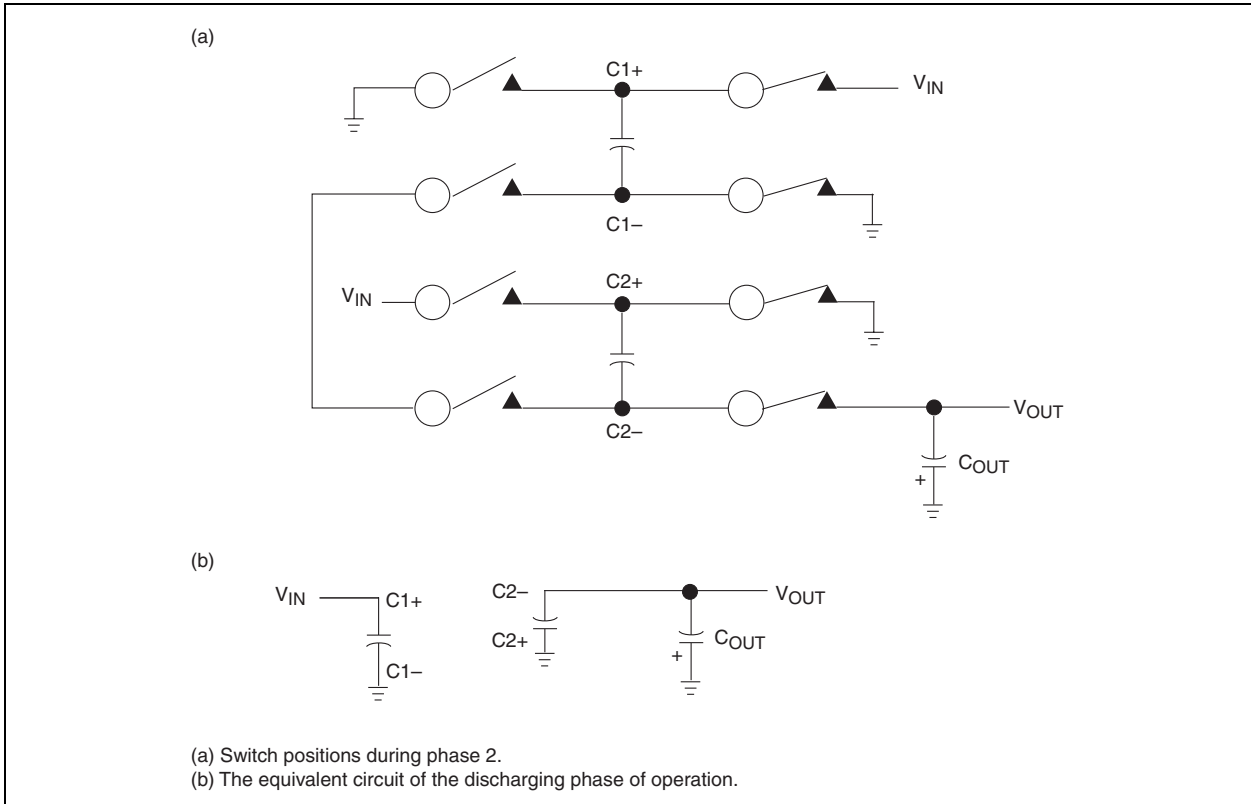 (a)
C1+
V_IN
C1–
C2+
V_IN
C2–
V_OUT
C_OUT
+
(b)
V_IN
C1+
C2–
V_OUT
C2+
C_OUT
+
C1–
(a) Switch positions during phase 2.
(b) The equivalent circuit of the discharging phase of operation.